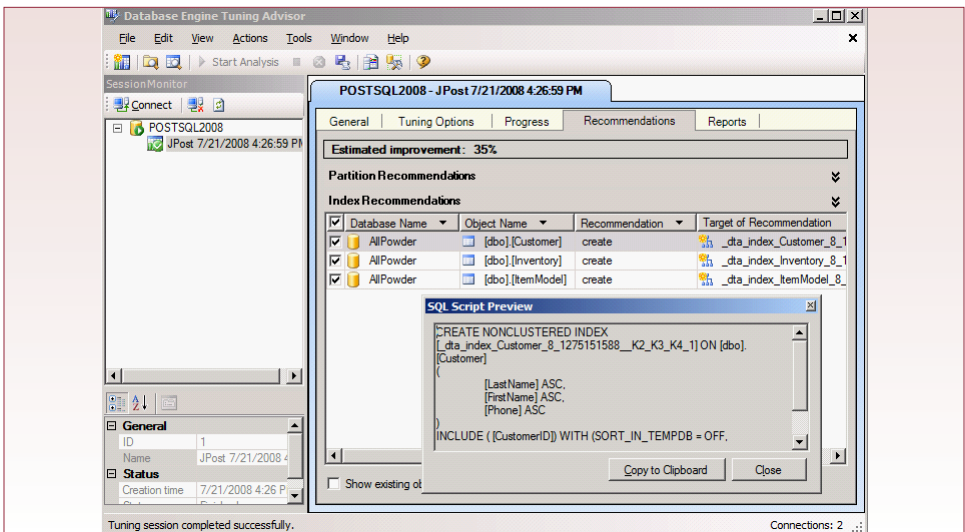 Database Engine Tuning Advisor
File Edit View Actions Tools Window Help
Start Analysis
Session Monitor
Connect
POSTSQL2008
JPost 7/21/2008 4:26:59 PM
POSTSQL2008 - JPost 7/21/2008 4:26:59 PM
General Tuning Options Progress Recommendations Reports
Estimated improvement: 35%
Partition Recommendations
Index Recommendations
Database Name Object Name Recommendation Target of Recommendation
AllPowder [dbo].[Customer] create _dta_index_Customer_8_1
AllPowder [dbo].[Inventory] create _dta_index_Inventory_8_1
AllPowder [dbo].[ItemModel] create _dta_index_ItemModel_8_
SQL Script Preview
CREATE NONCLUSTERED INDEX
[_dta_index_Customer_8_1275151588__K2_K3_K4_1] ON [dbo].
[Customer]
(
[LastName] ASC,
[FirstName] ASC,
[Phone] ASC
)
INCLUDE ( [CustomerID]) WITH (SORT_IN_TEMPDB = OFF,
Copy to Clipboard Close
Show existing ob
General
ID 1
Name JPost 7/21/2008 4
Status
Creation time 7/21/2008 4:26 P
Tuning session completed successfully. Connections: 2